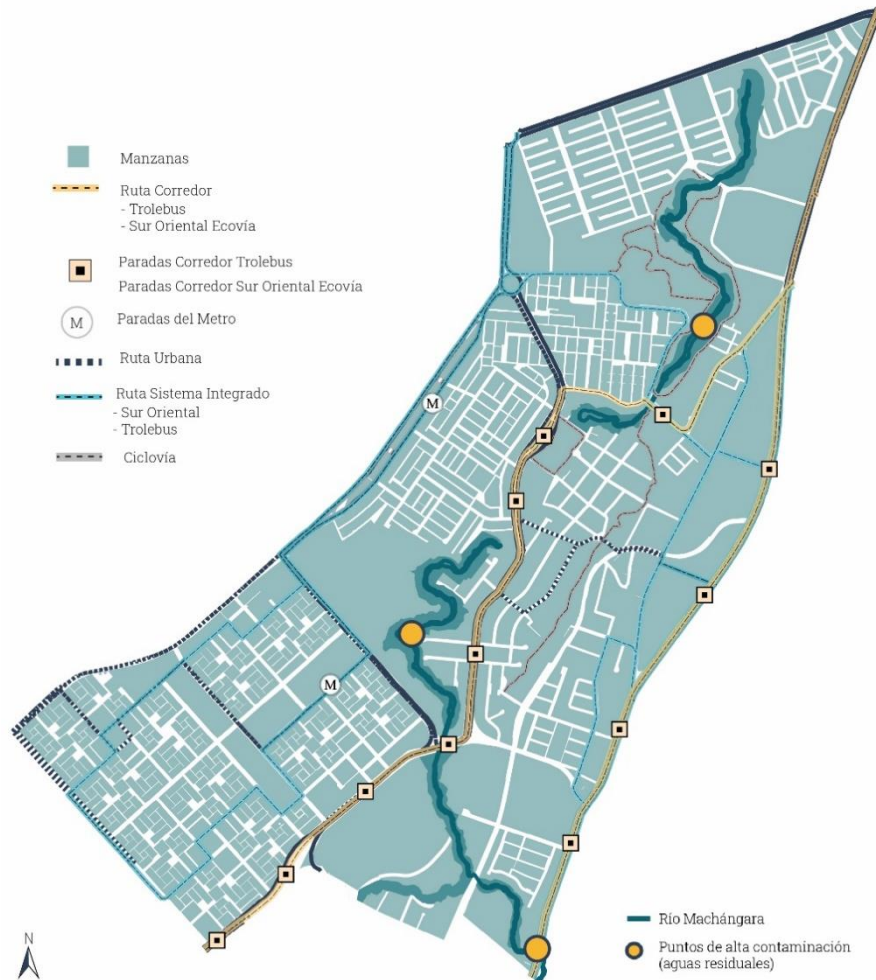 Manzanas
Ruta Corredor
- Trolebus
- Sur Oriental Ecovía
Paradas Corredor Trolebus
Paradas Corredor Sur Oriental Ecovía
M
Paradas del Metro
Ruta Urbana
Ruta Sistema Integrado
- Sur Oriental
- Trolebus
Ciclovía
M
M
N
Río Machángara
Puntos de alta contaminación
(aguas residuales)